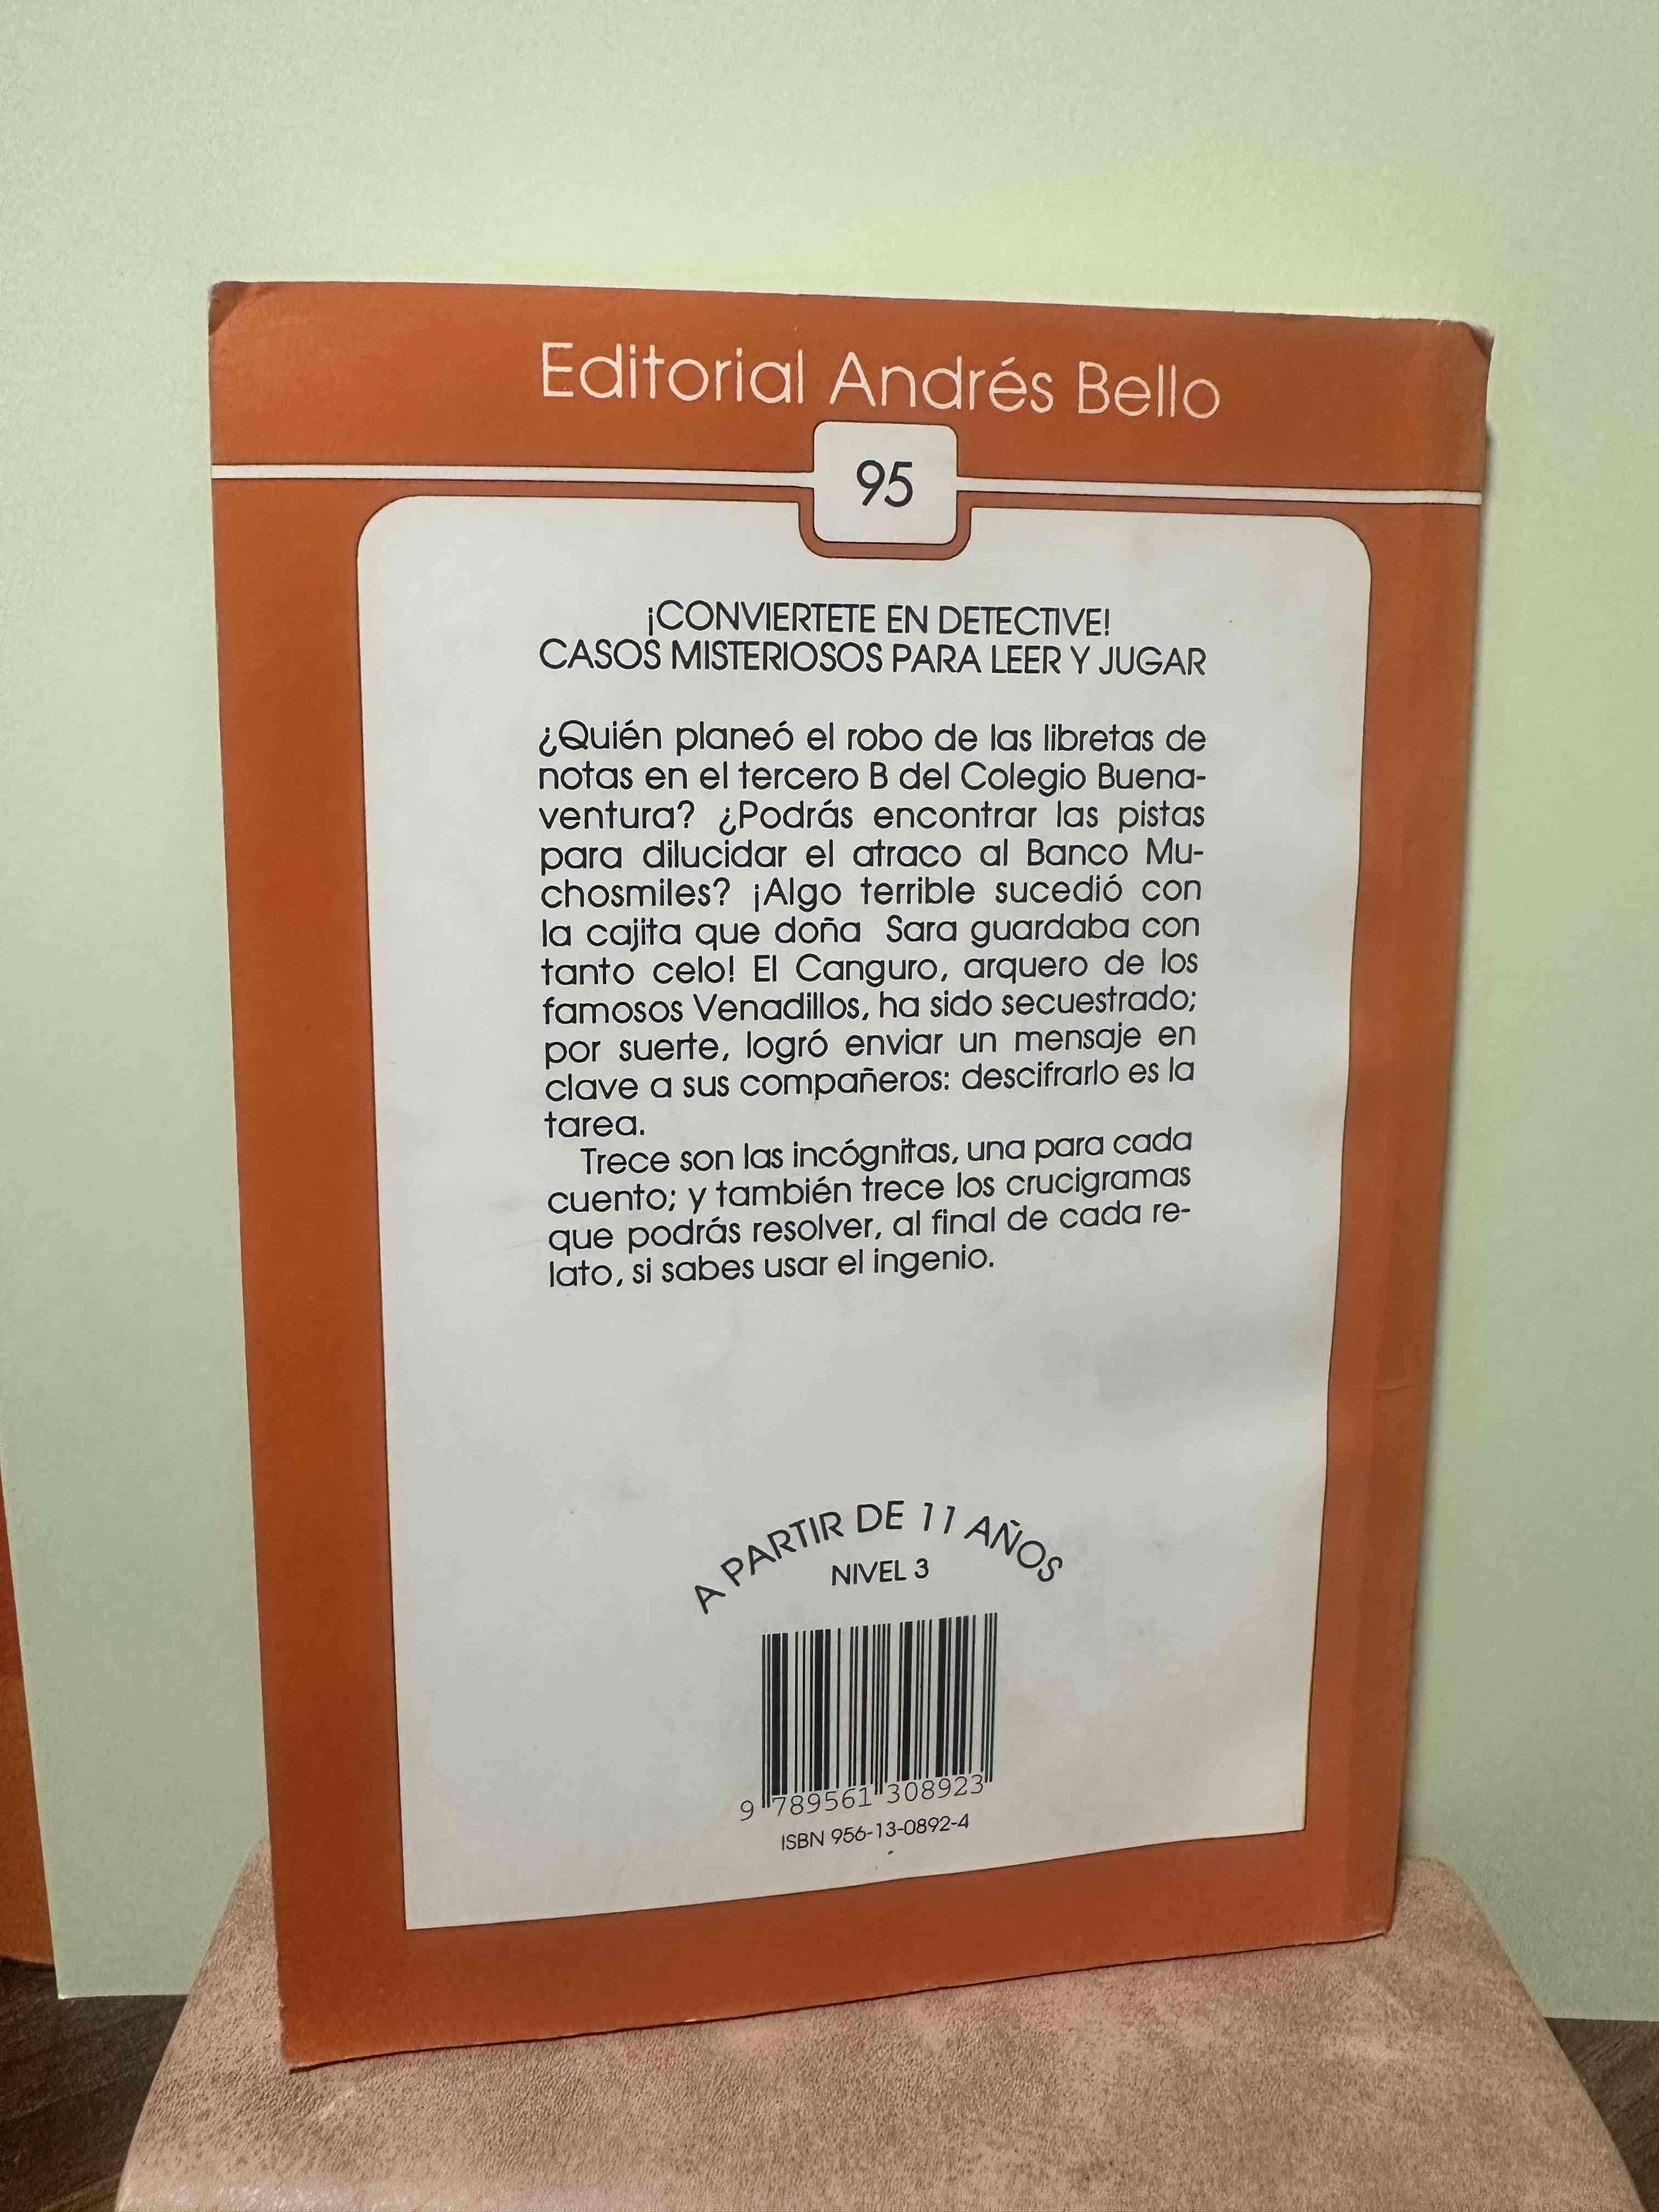 Editorial Andrés Bello
95
¡CONVIERTETE EN DETECTIVE!
CASOS MISTERIOSOS PARA LEER Y JUGAR
¿Quién planeó el robo de las libretas de
notas en el tercero B del Colegio Buena-
ventura? ¿Podrás encontrar las pistas
para dilucidar el atraco al Banco Mu-
chosmiles? ¡Algo terrible sucedió con
la cajita que doña Sara guardaba con
tanto celo! El Canguro, arquero de los
famosos Venadillos, ha sido secuestrado;
por suerte, logró enviar un mensaje en
clave a sus compañeros: descifrarlo es la
tarea.
Trece son las incógnitas, una para cada
cuento; y también trece los crucigramas
que podrás resolver, al final de cada re-
lato, si sabes usar el ingenio.
A PARTIR DE 11 AÑOS
NIVEL 3
9 789561 308923
ISBN 956-13-0892-4